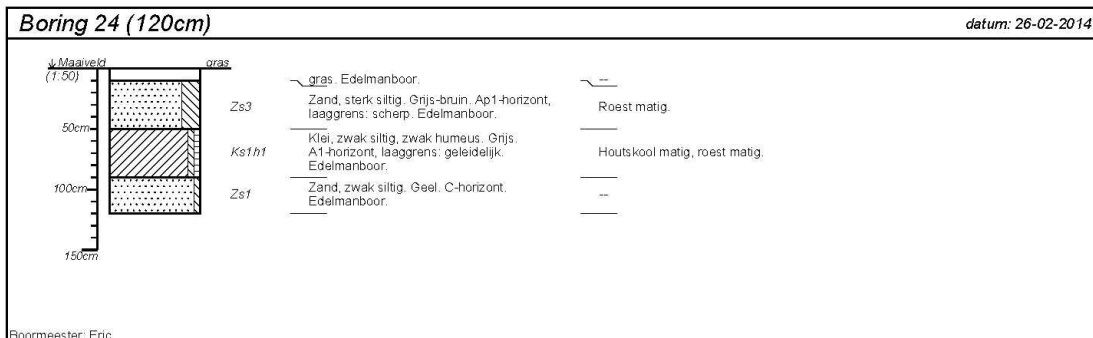 Boring 24 (120cm)
datum: 26-02-2014
↓ Maaiveld
gras
(1:50)
gras. Edelmanboor.
--
Zs3
Zand, sterk siltig. Grijs-bruin. Ap1-horizont,
laaggrens: scherp. Edelmanboor.
Roest matig.
50cm
Ks1h1
Klei, zwak siltig, zwak humeus. Grijs.
A1-horizont, laaggrens: geleidelijk.
Edelmanboor.
Houtskool matig, roest matig.
100cm
Zs1
Zand, zwak siltig. Geel. C-horizont.
Edelmanboor.
--
150cm
Boormeester: Eric